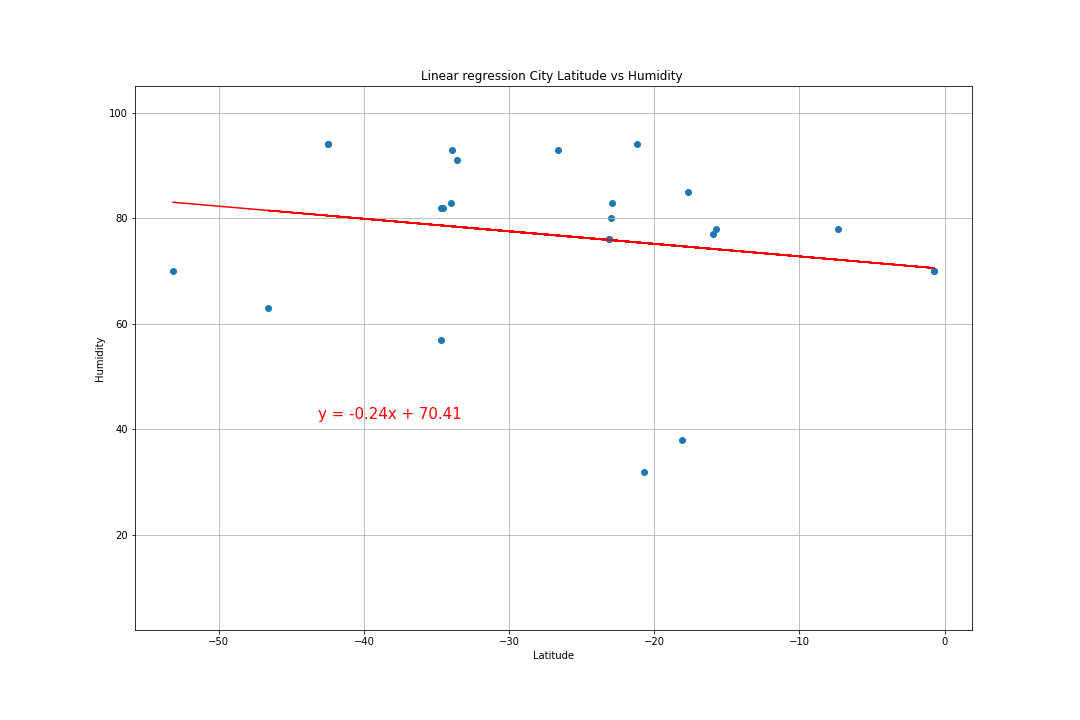 Linear regression City Latitude vs Humidity
100
80
60
40
20
Humidity
y = -0.24x + 70.41
−50
−40
−30
−20
−10
0
Latitude